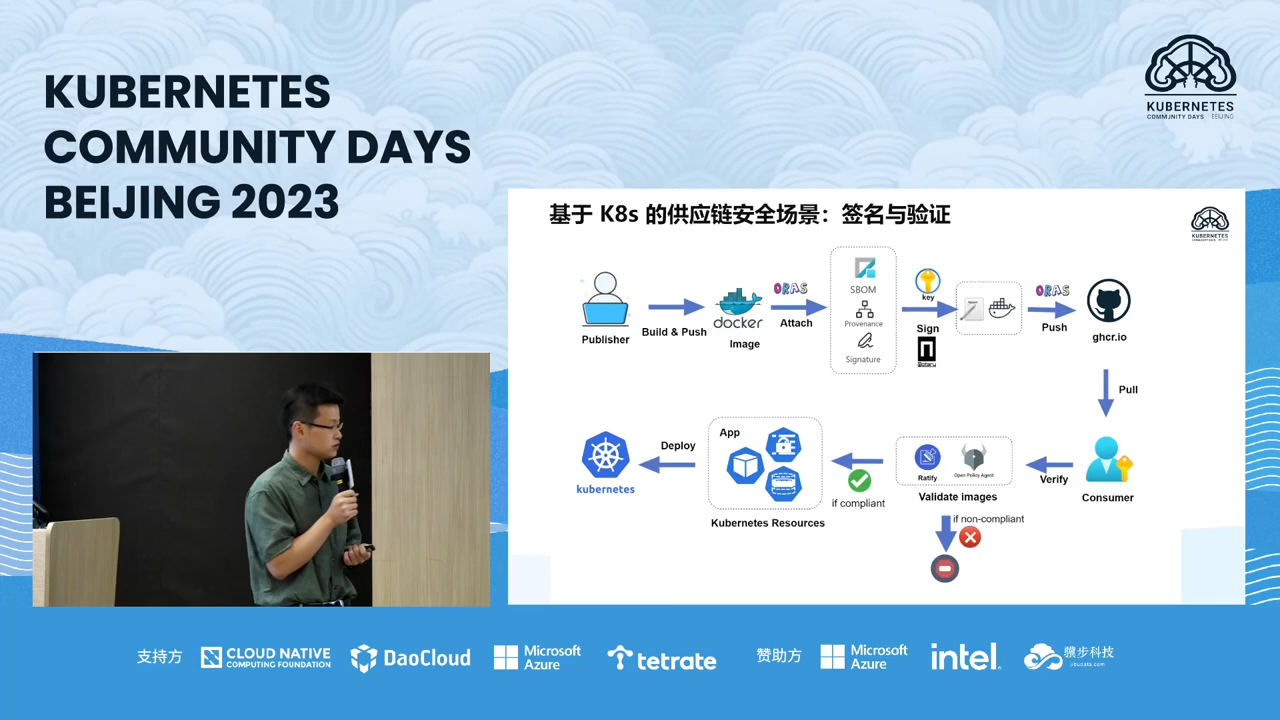 KUBERNETES
COMMUNITY DAYS
BEIJING 2023
KUBERNETES
COMMUNITY DAYS BEIJING
基于 K8s 的供应链安全场景：签名与验证
KUBERNETES
Publisher
Build & Push
docker
Image
ORAS
Attach
SBOM
Provenance
Signature
key
Sign
Notary
ORAS
Push
ghcr.io
Pull
kubernetes
Deploy
App
Kubernetes Resources
if compliant
Ratify
Open Policy Agent
Validate images
Verify
Consumer
if non-compliant
支持方
CLOUD NATIVE
COMPUTING FOUNDATION
DaoCloud
Microsoft
Azure
tetrate
赞助方
Microsoft
Azure
intel
骥步科技
jibudata.com